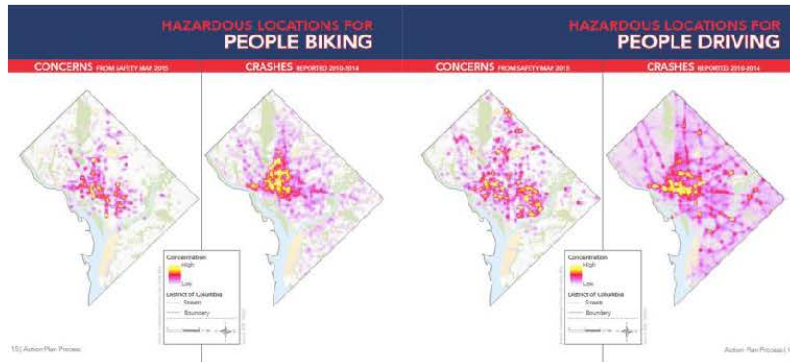 HAZARDOUS LOCATIONS FOR
PEOPLE BIKING
CONCERNS FROM SAFETY MAP 2015
CRASHES REPORTED 2010-2014
Concentration
High
Low
District of Columbia
Streets
Boundary
15 | Action Plan Process
HAZARDOUS LOCATIONS FOR
PEOPLE DRIVING
CONCERNS FROM SAFETY MAP 2015
CRASHES REPORTED 2010-2014
Concentration
High
Low
District of Columbia
Streets
Boundary
Action Plan Process |